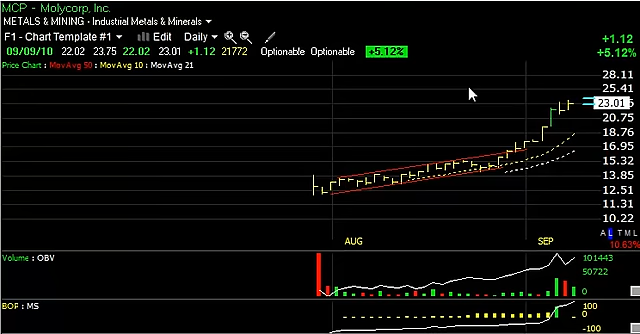 MCP - Molycorp, Inc.
METALS & MINING - Industrial Metals & Minerals
F1 - Chart Template #1 Edit Daily
09/09/10 22.02 23.75 22.02 23.01 +1.12 21772 Optionable Optionable +5.12%
+1.12
+5.12%
Price Chart : MovAvg 50 : MovAvg 10 : MovAvg 21
28.11
25.41
23.01
20.75
18.76
16.95
15.32
13.85
12.51
11.31
10.22
A L T M L
10.63%
AUG SEP
Volume : OBV
101443
50722
0
BOP : MS
100
0
-100